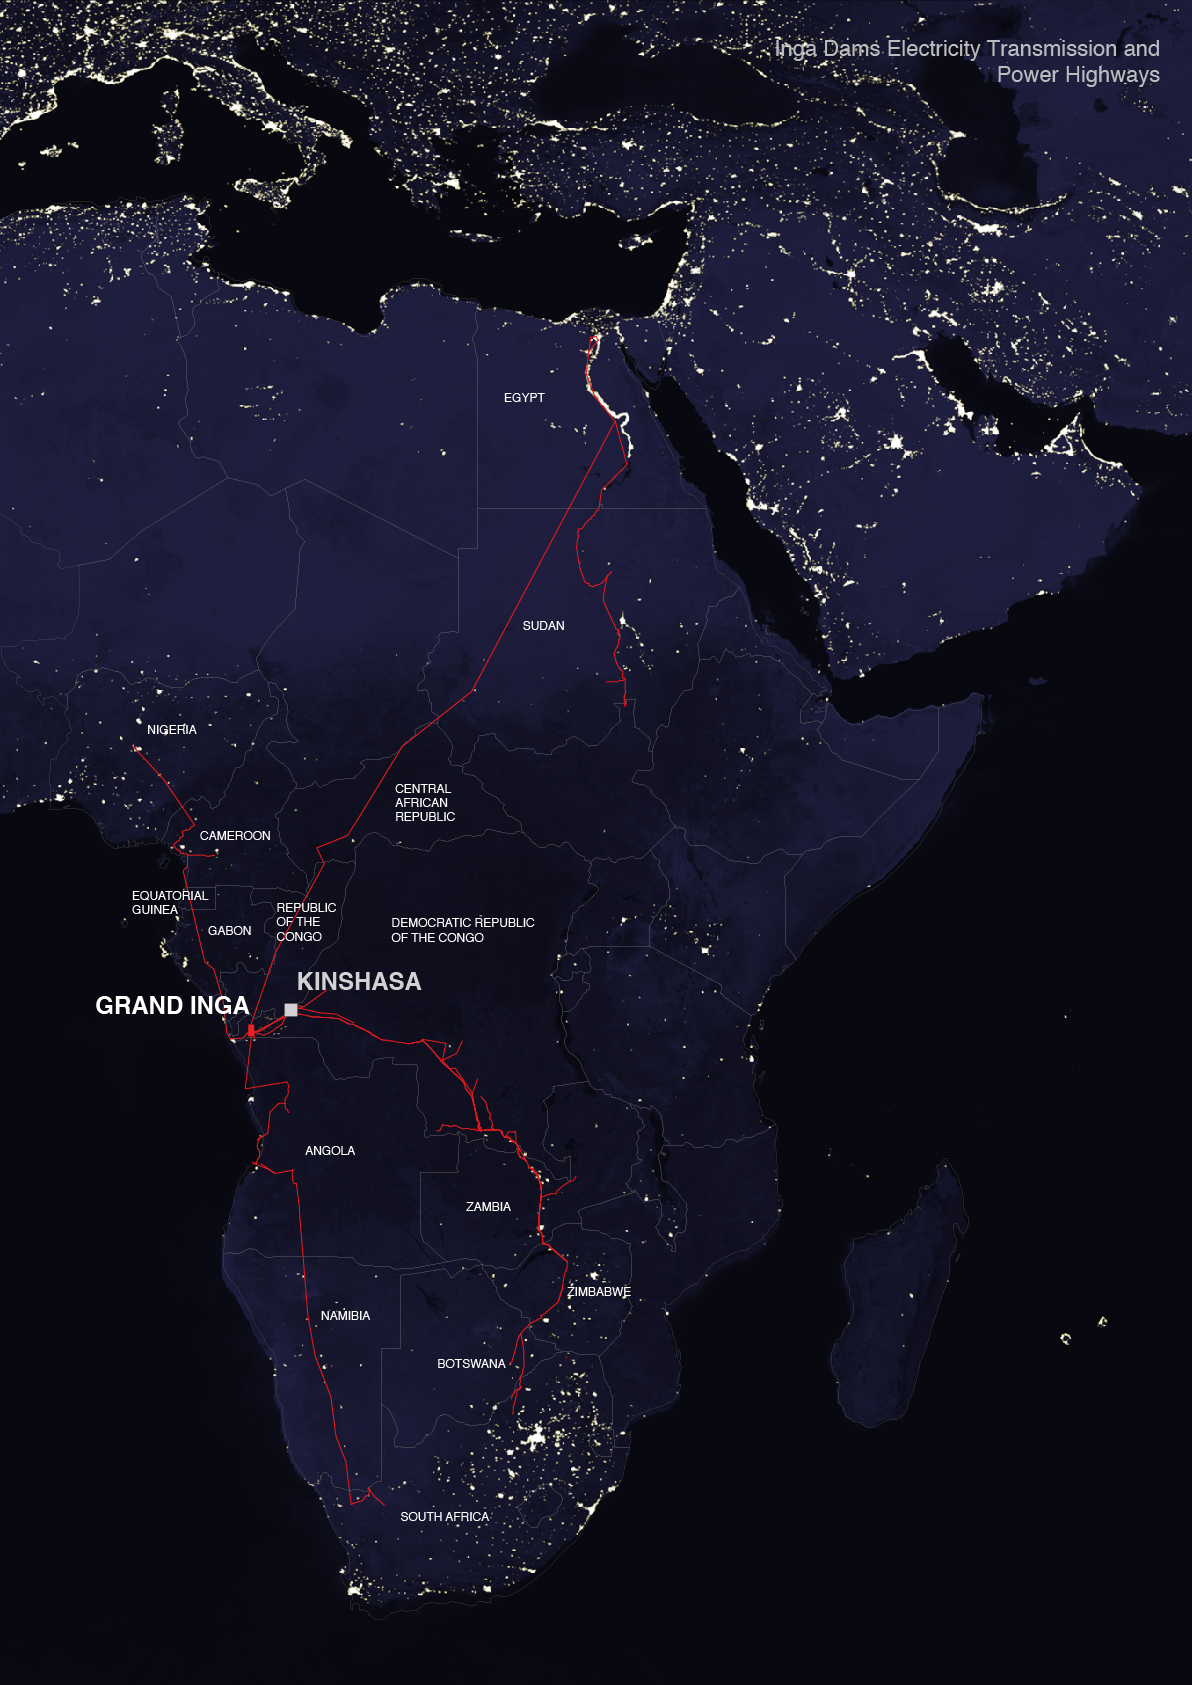 Inga Dams Electricity Transmission and
Power Highways
EGYPT
SUDAN
NIGERIA
CENTRAL
AFRICAN
REPUBLIC
CAMEROON
EQUATORIAL
GUINEA
GABON
REPUBLIC
OF THE
CONGO
DEMOCRATIC REPUBLIC
OF THE CONGO
KINSHASA
GRAND INGA
ANGOLA
ZAMBIA
ZIMBABWE
NAMIBIA
BOTSWANA
SOUTH AFRICA